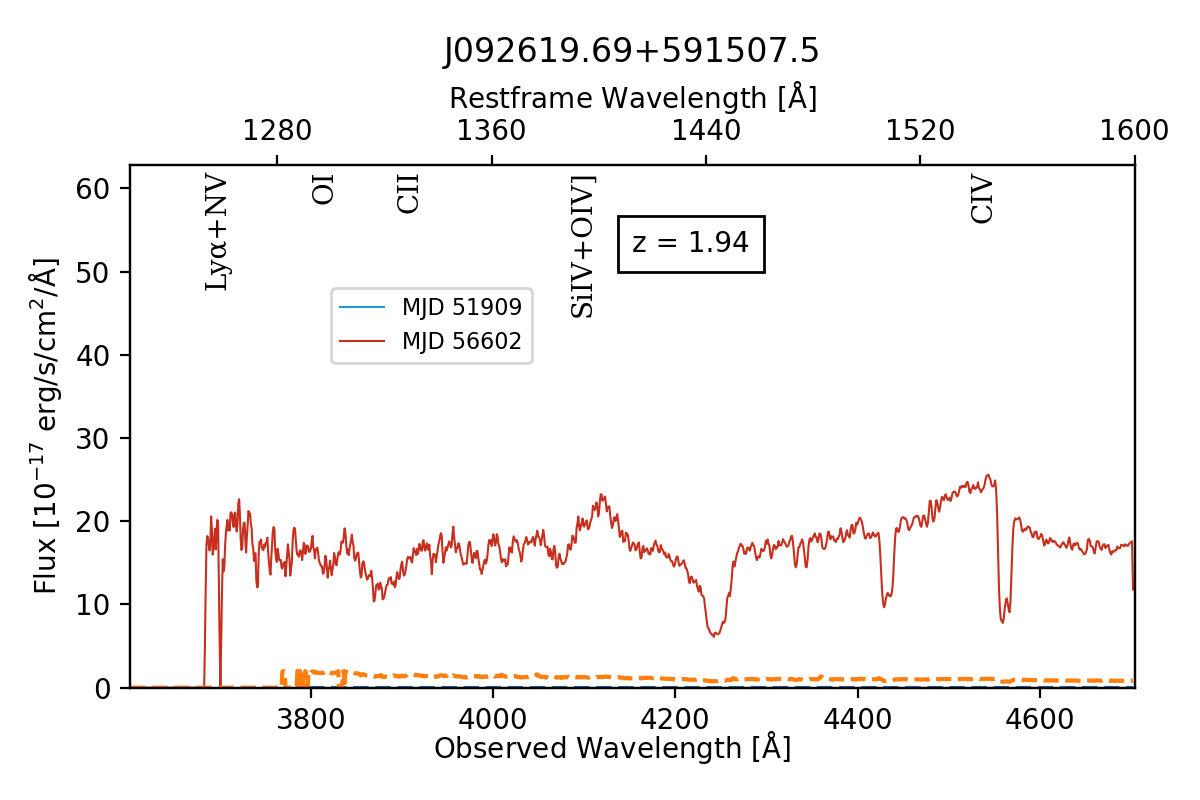 J092619.69+591507.5
Restframe Wavelength [Å]
1280 1360 1440 1520 1600
60
50
40
30
20
10
0
Flux [10⁻¹⁷ erg/s/cm²/Å]
Lyα+NV
OI
CII
SiIV+OIV]
CIV
z = 1.94
MJD 51909
MJD 56602
3800 4000 4200 4400 4600
Observed Wavelength [Å]